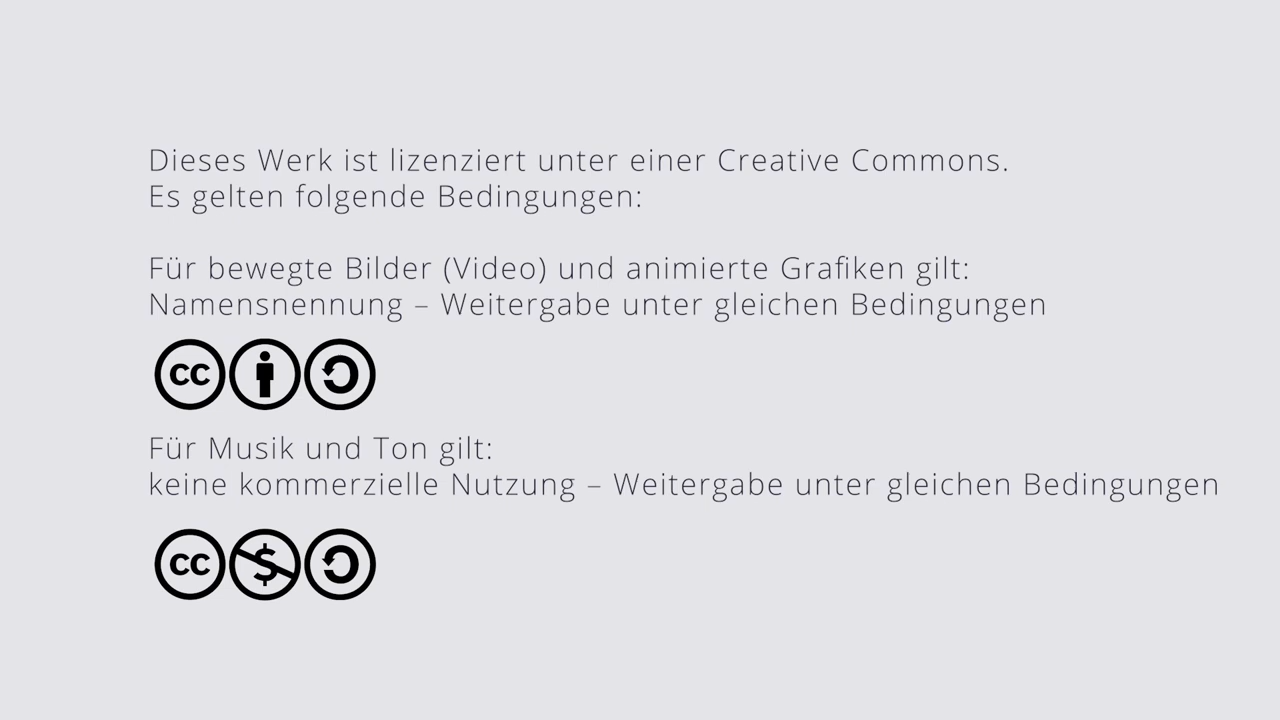 Dieses Werk ist lizenziert unter einer Creative Commons.
Es gelten folgende Bedingungen:
Für bewegte Bilder (Video) und animierte Grafiken gilt:
Namensnennung – Weitergabe unter gleichen Bedingungen
cc
Für Musik und Ton gilt:
keine kommerzielle Nutzung – Weitergabe unter gleichen Bedingungen
cc $